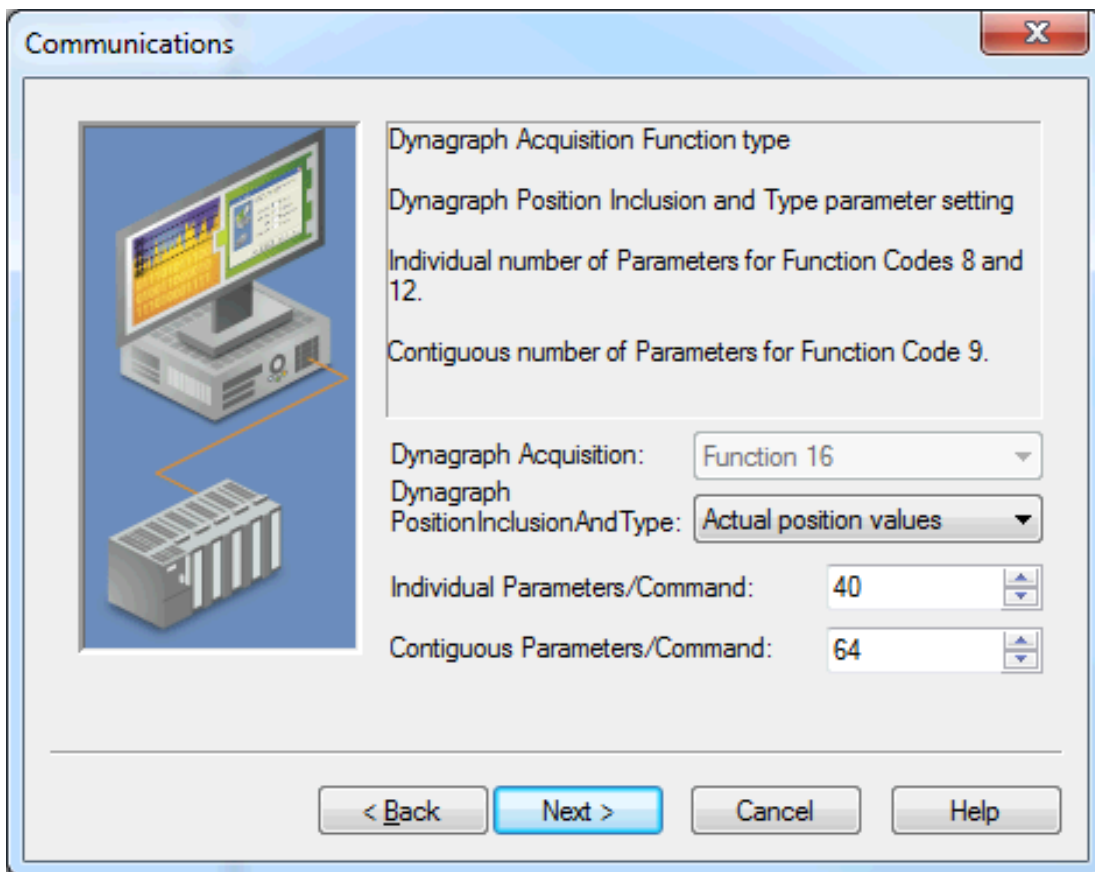 Communications
Dynagraph Acquisition Function type
Dynagraph Position Inclusion and Type parameter setting
Individual number of Parameters for Function Codes 8 and
12.
Contiguous number of Parameters for Function Code 9.
Dynagraph Acquisition: Function 16
Dynagraph
PositionInclusionAndType: Actual position values
Individual Parameters/Command: 40
Contiguous Parameters/Command: 64
< Back Next > Cancel Help